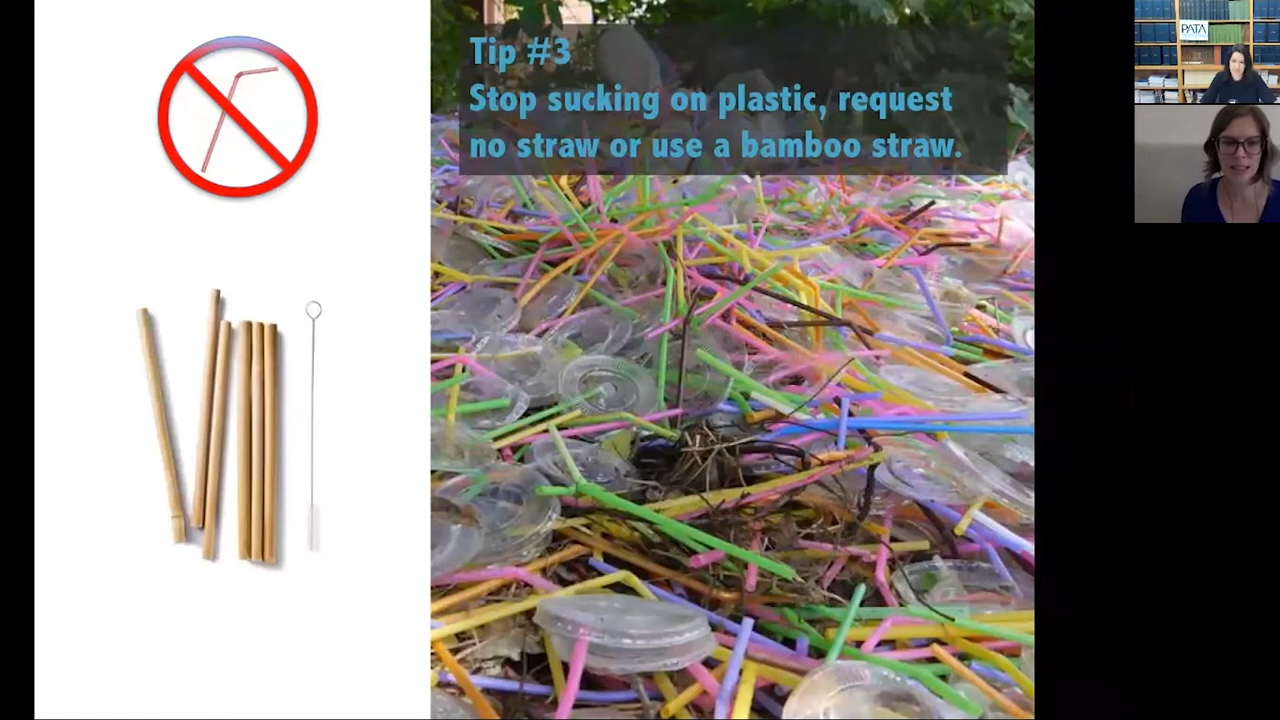 Tip #3
Stop sucking on plastic, request
no straw or use a bamboo straw.
PATA